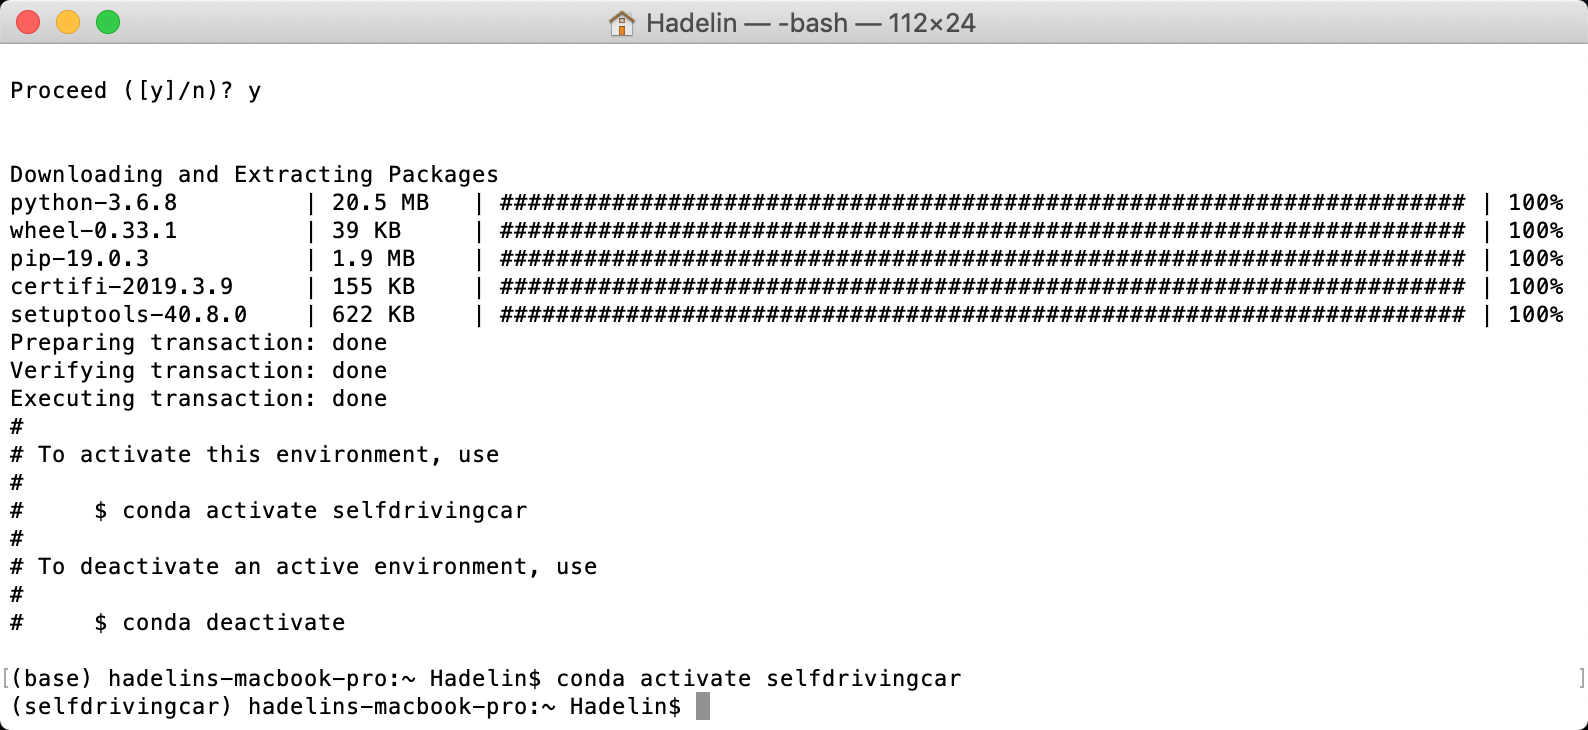 Hadelin — -bash — 112×24
Proceed ([y]/n)? y
Downloading and Extracting Packages
python-3.6.8         | 20.5 MB   | ##################################################################### | 100%
wheel-0.33.1         | 39 KB     | ##################################################################### | 100%
pip-19.0.3           | 1.9 MB    | ##################################################################### | 100%
certifi-2019.3.9     | 155 KB    | ##################################################################### | 100%
setuptools-40.8.0    | 622 KB    | ##################################################################### | 100%
Preparing transaction: done
Verifying transaction: done
Executing transaction: done
#
# To activate this environment, use
#
#     $ conda activate selfdrivingcar
#
# To deactivate an active environment, use
#
#     $ conda deactivate
[(base) hadelins-macbook-pro:~ Hadelin$ conda activate selfdrivingcar ]
(selfdrivingcar) hadelins-macbook-pro:~ Hadelin$